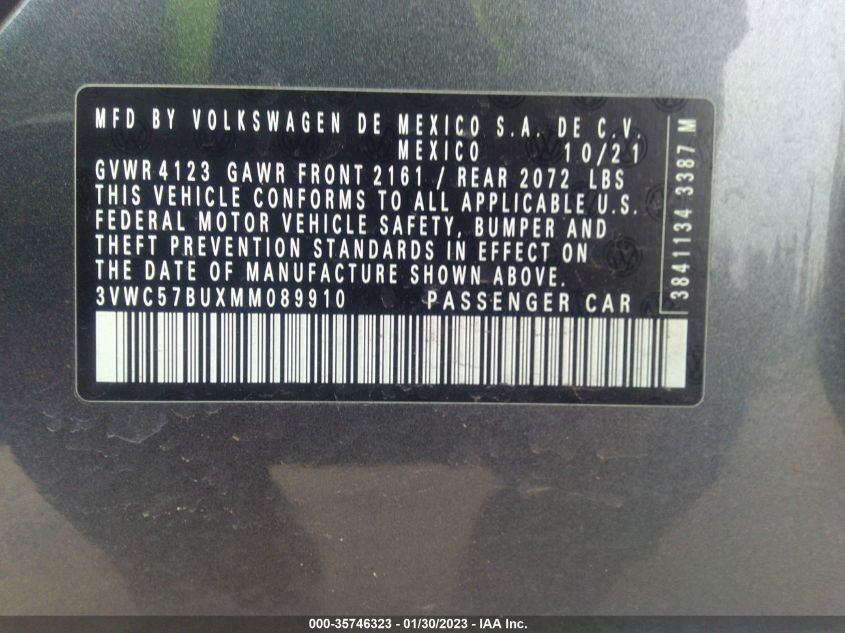 MFD BY VOLKSWAGEN DE MEXICO S.A. DE C.V.
MEXICO 10/21
GVWR 4123 GAWR FRONT 2161 / REAR 2072 LBS
THIS VEHICLE CONFORMS TO ALL APPLICABLE U.S.
FEDERAL MOTOR VEHICLE SAFETY, BUMPER AND
THEFT PREVENTION STANDARDS IN EFFECT ON
THE DATE OF MANUFACTURE SHOWN ABOVE.
3VWC57BUXMM089910 PASSENGER CAR
3841134 3387 M
000-35746323 - 01/30/2023 - IAA Inc.